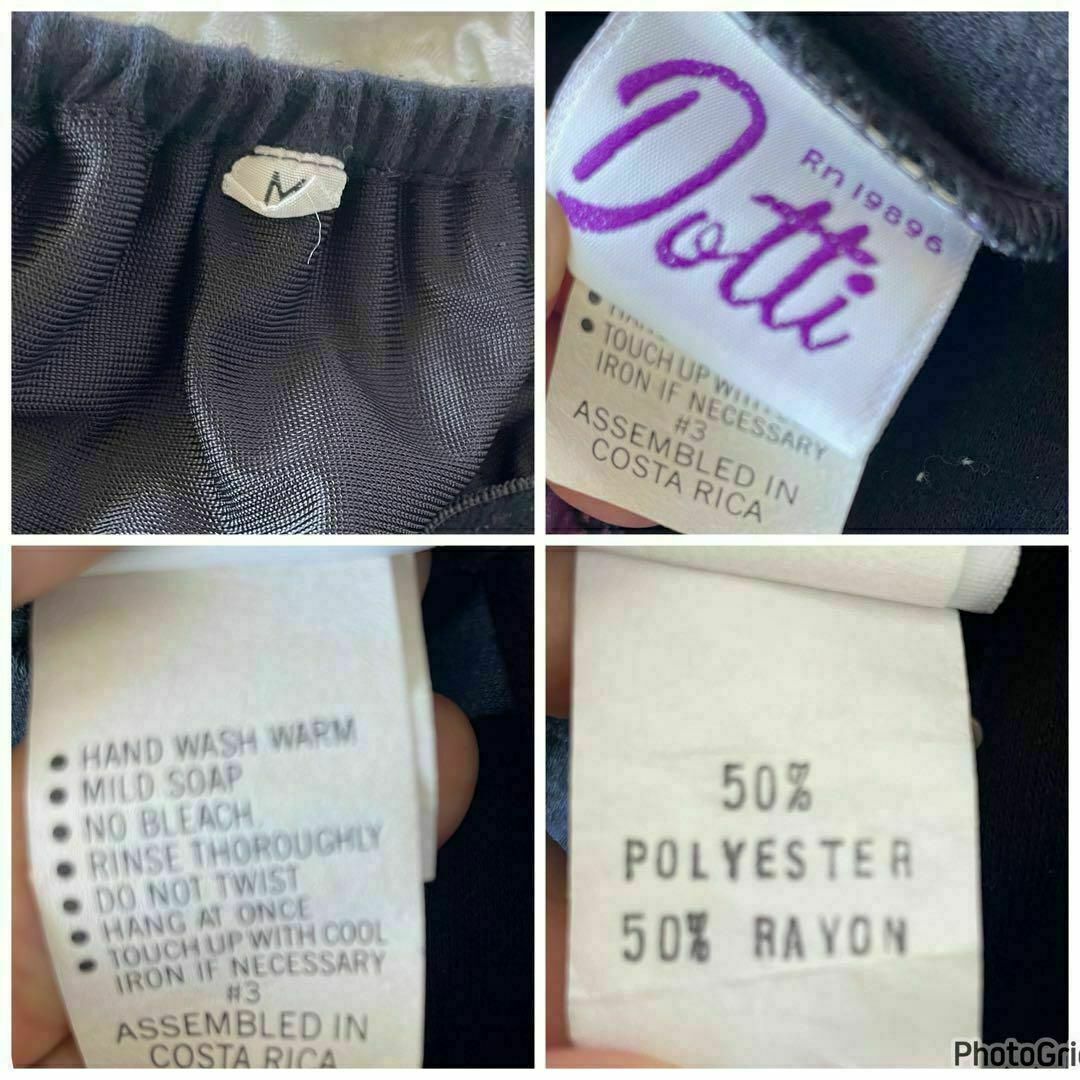 Dotti
Rn 19896
TOUCH UP
IRON IF NECESSARY
#3
ASSEMBLED IN
COSTA RICA
• HAND WASH WARM
• MILD SOAP
• NO BLEACH
• RINSE THOROUGHLY
• DO NOT TWIST
• HANG AT ONCE
• TOUCH UP WITH COOL
IRON IF NECESSARY
#3
ASSEMBLED IN
COSTA RICA
50%
POLYESTER
50% RAYON
PhotoGri